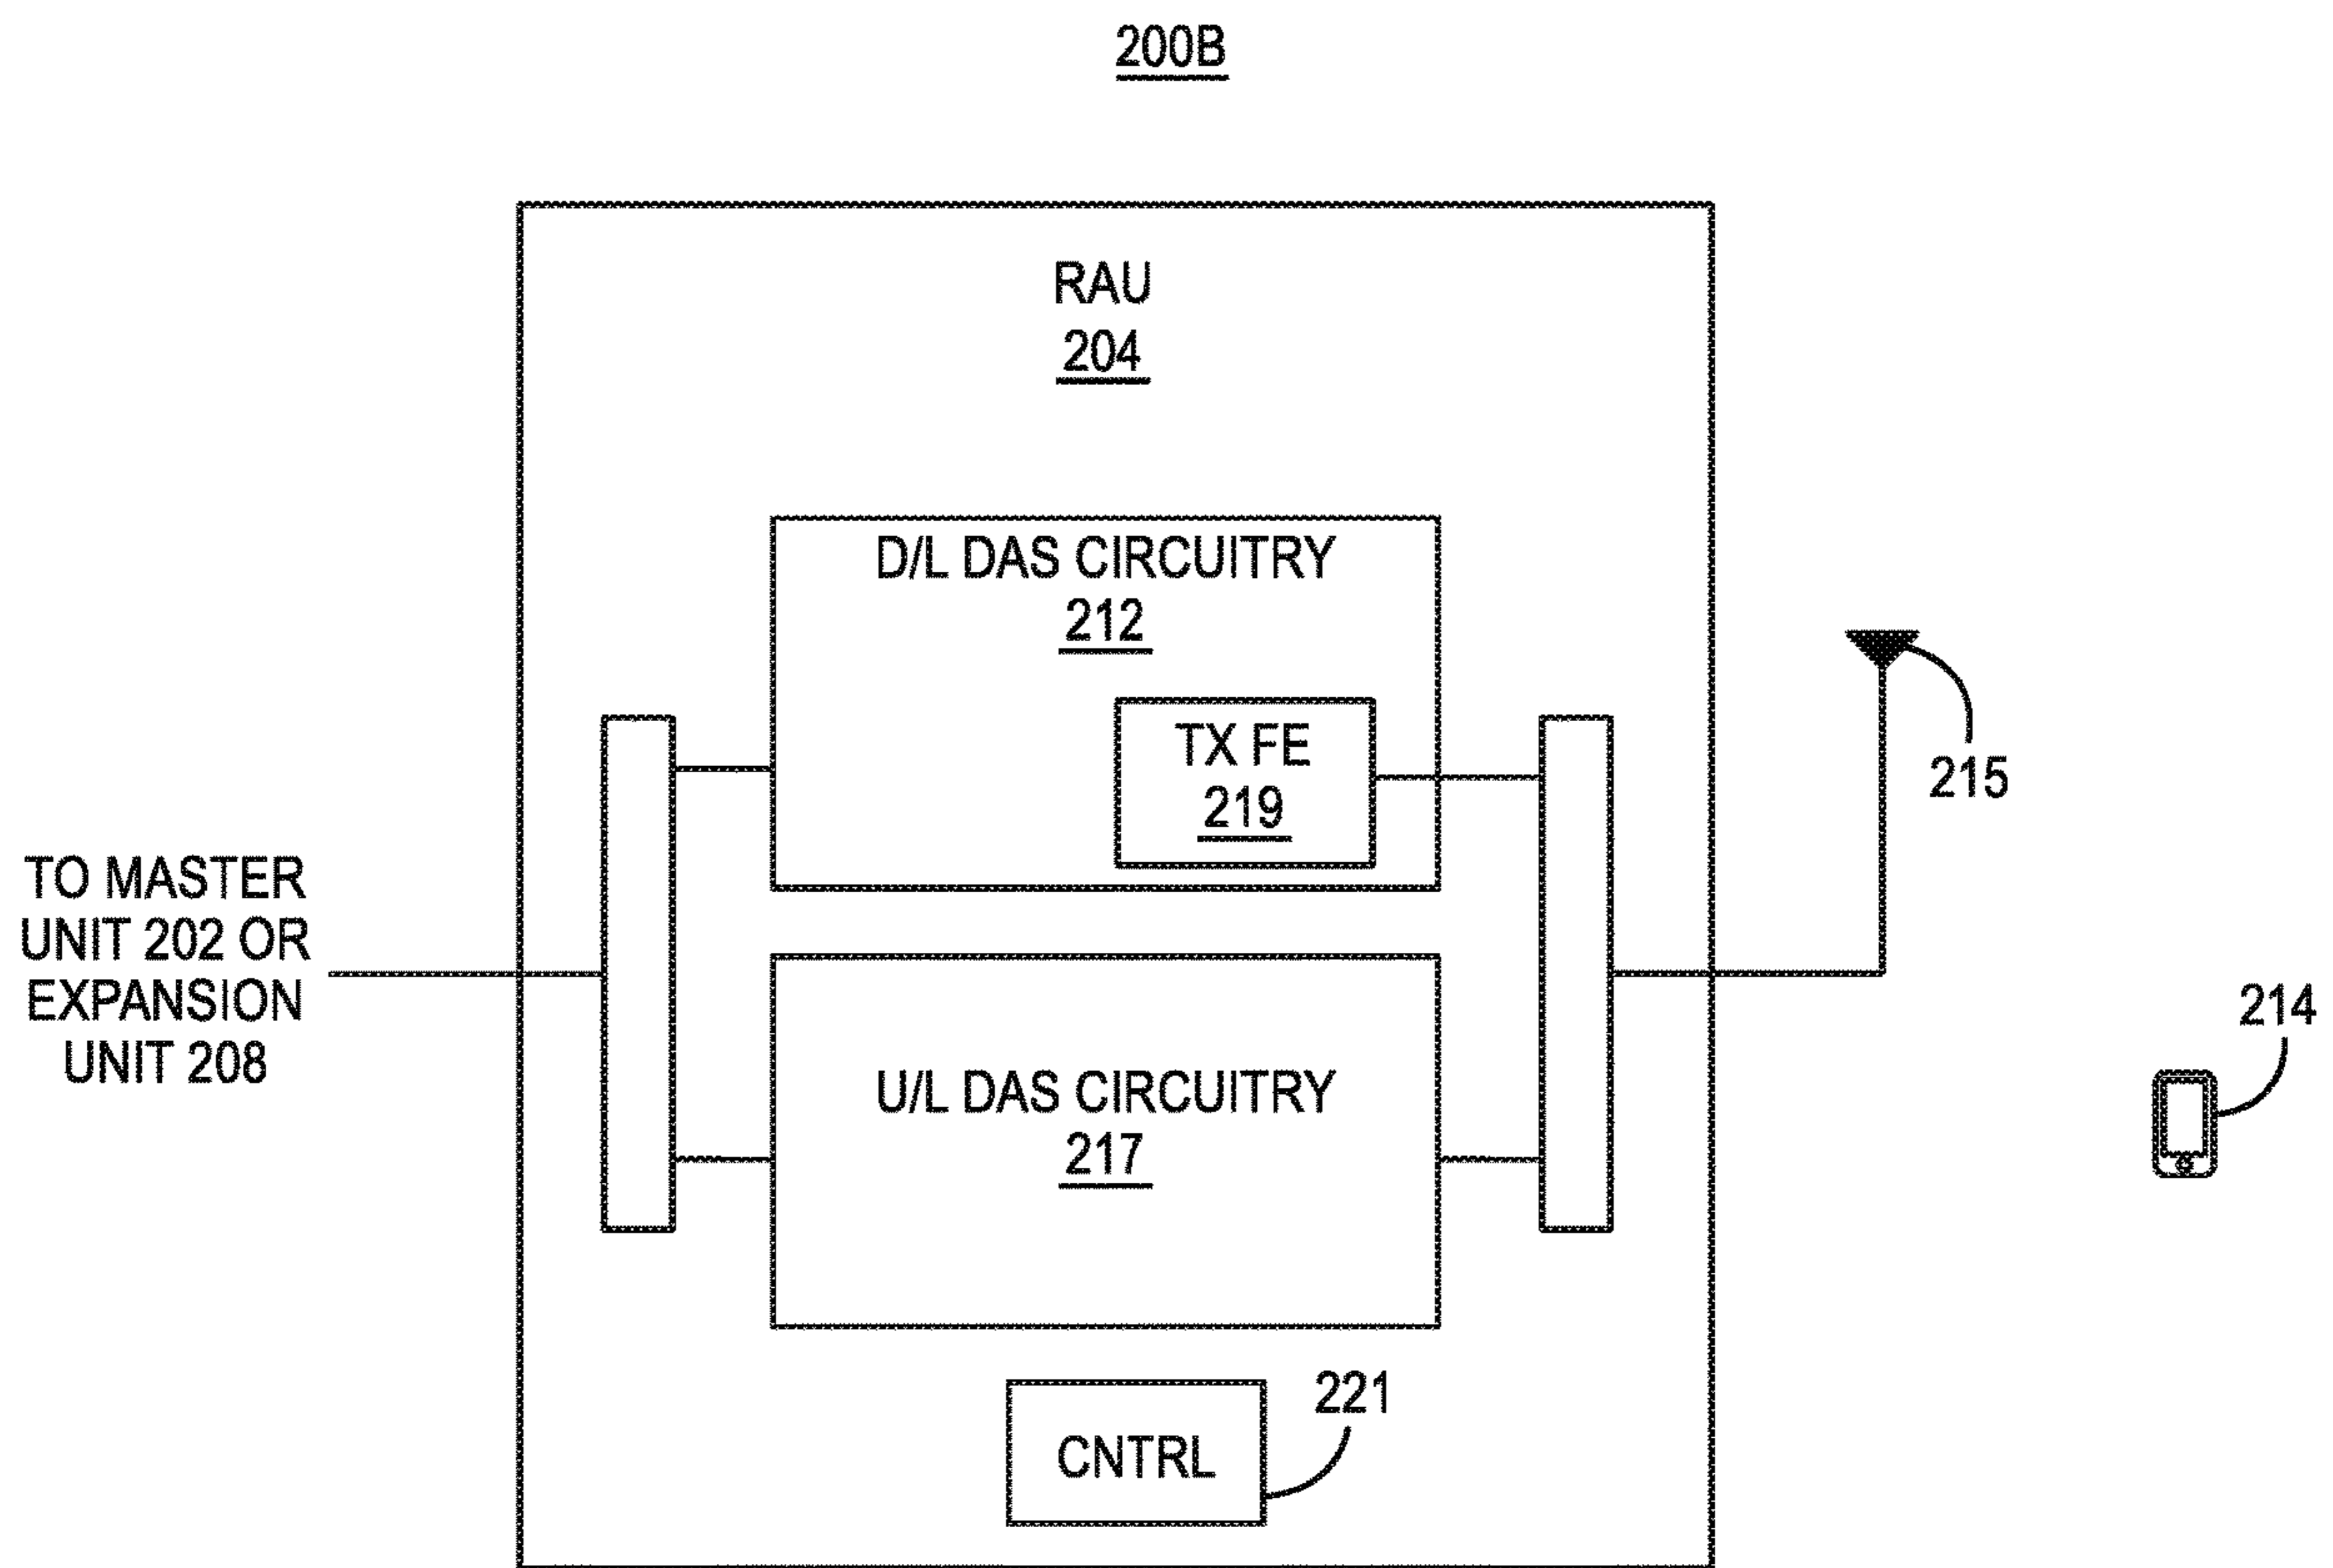 200B
RAU
204
D/L DAS CIRCUITRY
212
TX FE
219
215
TO MASTER
UNIT 202 OR
EXPANSION
UNIT 208
214
U/L DAS CIRCUITRY
217
221
CNTRL